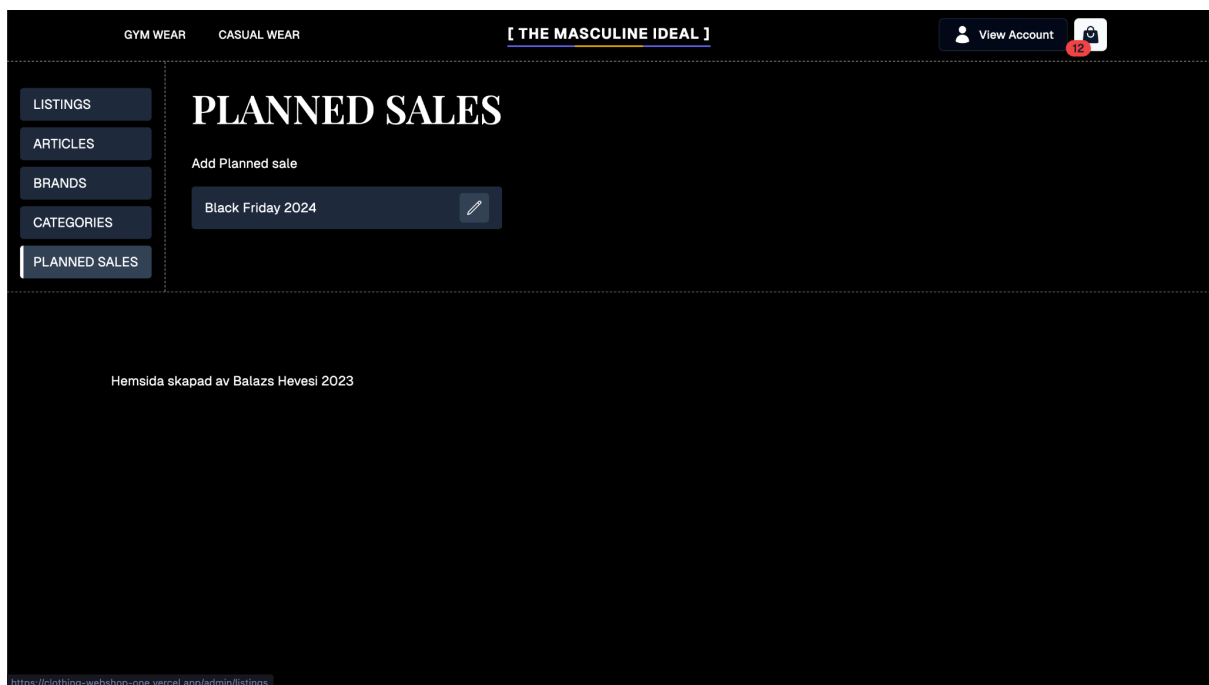 GYM WEAR
CASUAL WEAR
[ THE MASCULINE IDEAL ]
View Account
12
LISTINGS
ARTICLES
BRANDS
CATEGORIES
PLANNED SALES
PLANNED SALES
Add Planned sale
Black Friday 2024
Hemsida skapad av Balazs Hevesi 2023
https://clothing-webshop-one.vercel.app/admin/listings